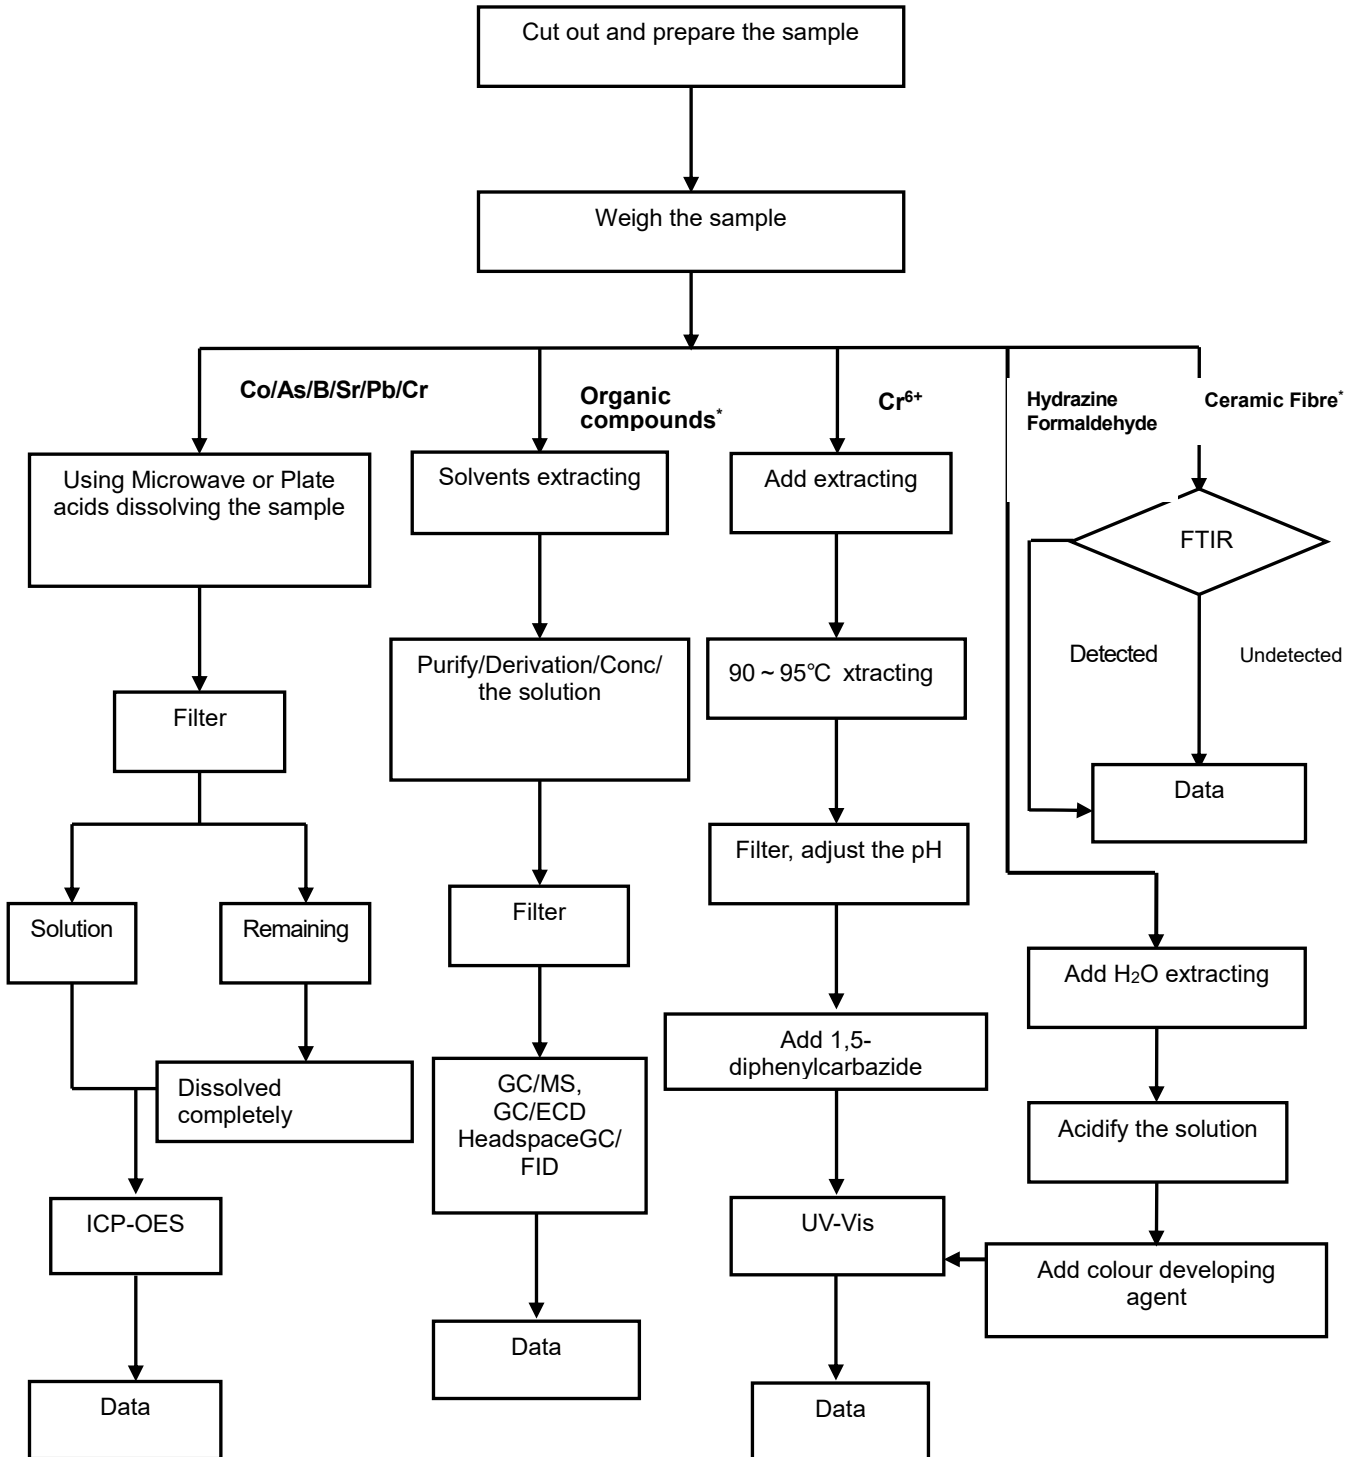 Cut out and prepare the sample
Weigh the sample
Co/As/B/Sr/Pb/Cr
Organic
compounds*
Cr6+
Hydrazine
Formaldehyde
Ceramic Fibre*
Using Microwave or Plate
acids dissolving the sample
Solvents extracting
Add extracting
FTIR
Detected
Undetected
Data
Filter
Purify/Derivation/Conc/
the solution
90 ~ 95℃ xtracting
Filter, adjust the pH
Solution
Remaining
Filter
Add H2O extracting
Dissolved
completely
GC/MS,
GC/ECD
HeadspaceGC/
FID
Add 1,5-
diphenylcarbazide
Acidify the solution
ICP-OES
UV-Vis
Add colour developing
agent
Data
Data
Data